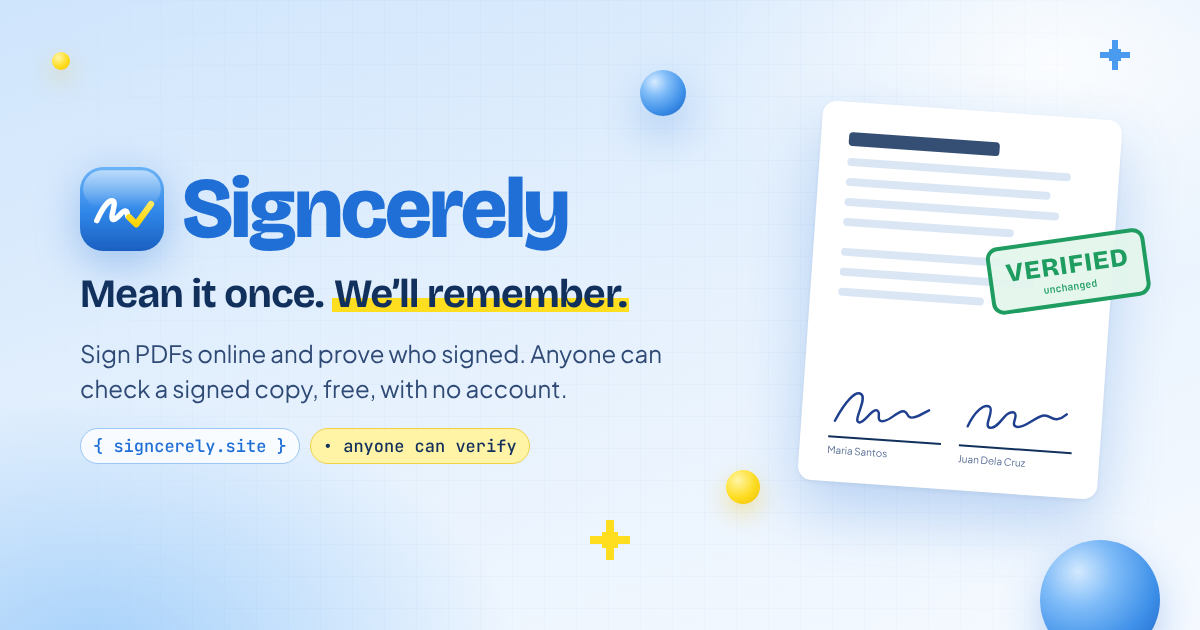 Signcerely
Mean it once. We'll remember.
Sign PDFs online and prove who signed. Anyone can
check a signed copy, free, with no account.
{ signcerely.site }
• anyone can verify
VERIFIED
unchanged
Maria Santos
Juan Dela Cruz